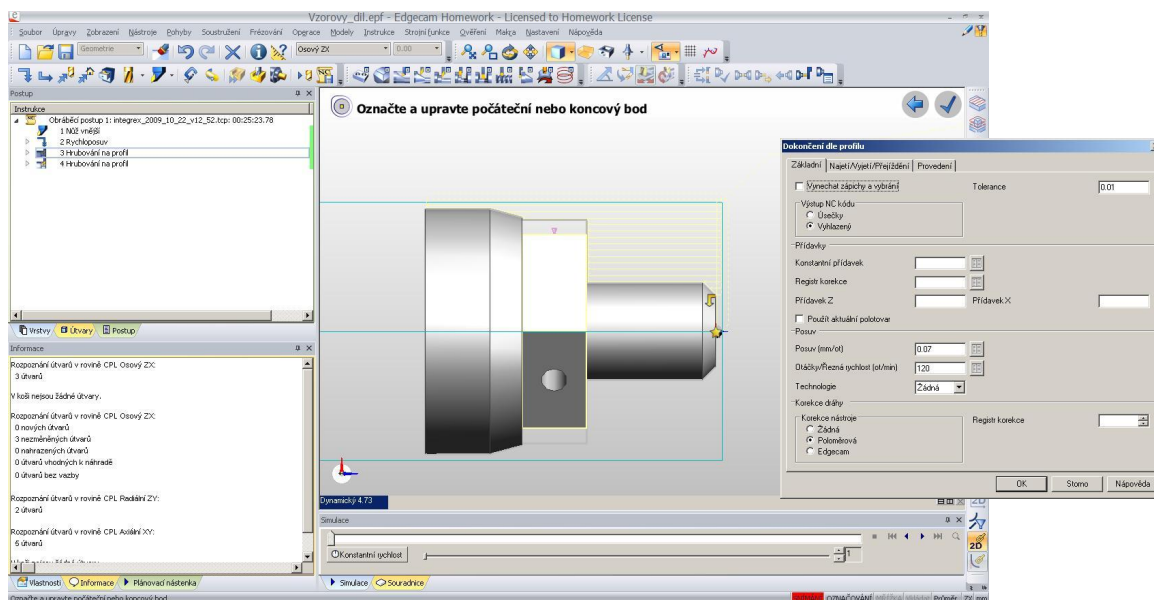 Vzorovy_dil.epf - Edgecam Homework - Licensed to Homework License
Soubor Úpravy Zobrazení Nástroje Pohyby Soustružení Frézování Operace Modely Instrukce Strojní funkce Ověření Makra Nastavení Nápověda
Geometrie 0.00 Osový ZX 0.00
Postup
Instrukce
Obráběcí postup 1: integrex_2009_10_22_v12_52.tcp: 00:25:23.78
1 Nůž vnější
2 Rychloposuv
3 Hrubování na profil
4 Hrubování na profil
Vrstvy Útvary Postup
Informace
Rozpoznání útvarů v rovině CPL Osový ZX:
3 útvarů
V koši nejsou žádné útvary.
Rozpoznání útvarů v rovině CPL Osový ZX:
0 nových útvarů
3 nezměněných útvarů
0 nahrazených útvarů
0 útvarů vhodných k náhradě
0 útvarů bez vazby
Rozpoznání útvarů v rovině CPL Radiální ZY:
2 útvarů
Rozpoznání útvarů v rovině CPL Axiální XY:
5 útvarů
Vlastnosti Informace Plánovací nástěnka
Označte a upravte počáteční nebo koncový bod
Označte a upravte počáteční nebo koncový bod
Dynamický 4.73
Simulace
Konstantní rychlost
1
Simulace Souradnice
2D
OZNAČOVÁNÍ MŘÍŽKA Průměr ZX mm
Dokončení dle profilu
Základní Najetí/Vyjetí/Přejíždění Provedení
Vynechat zápichy a vybrání
Tolerance 0.01
Výstup NC kódu
Úsečky
Vyhlazený
Přídavky
Konstantní přídavek
Registr korekce
Přídavek Z Přídavek X
Použít aktuální polotovar
Posuv
Posuv (mm/ot) 0.07
Otáčky/Řezná rychlost (ot/min) 120
Technologie Žádná
Korekce dráhy
Korekce nástroje
Žádná
Poloměrová
Edgecam
Registr korekce
OK Storno Nápověda